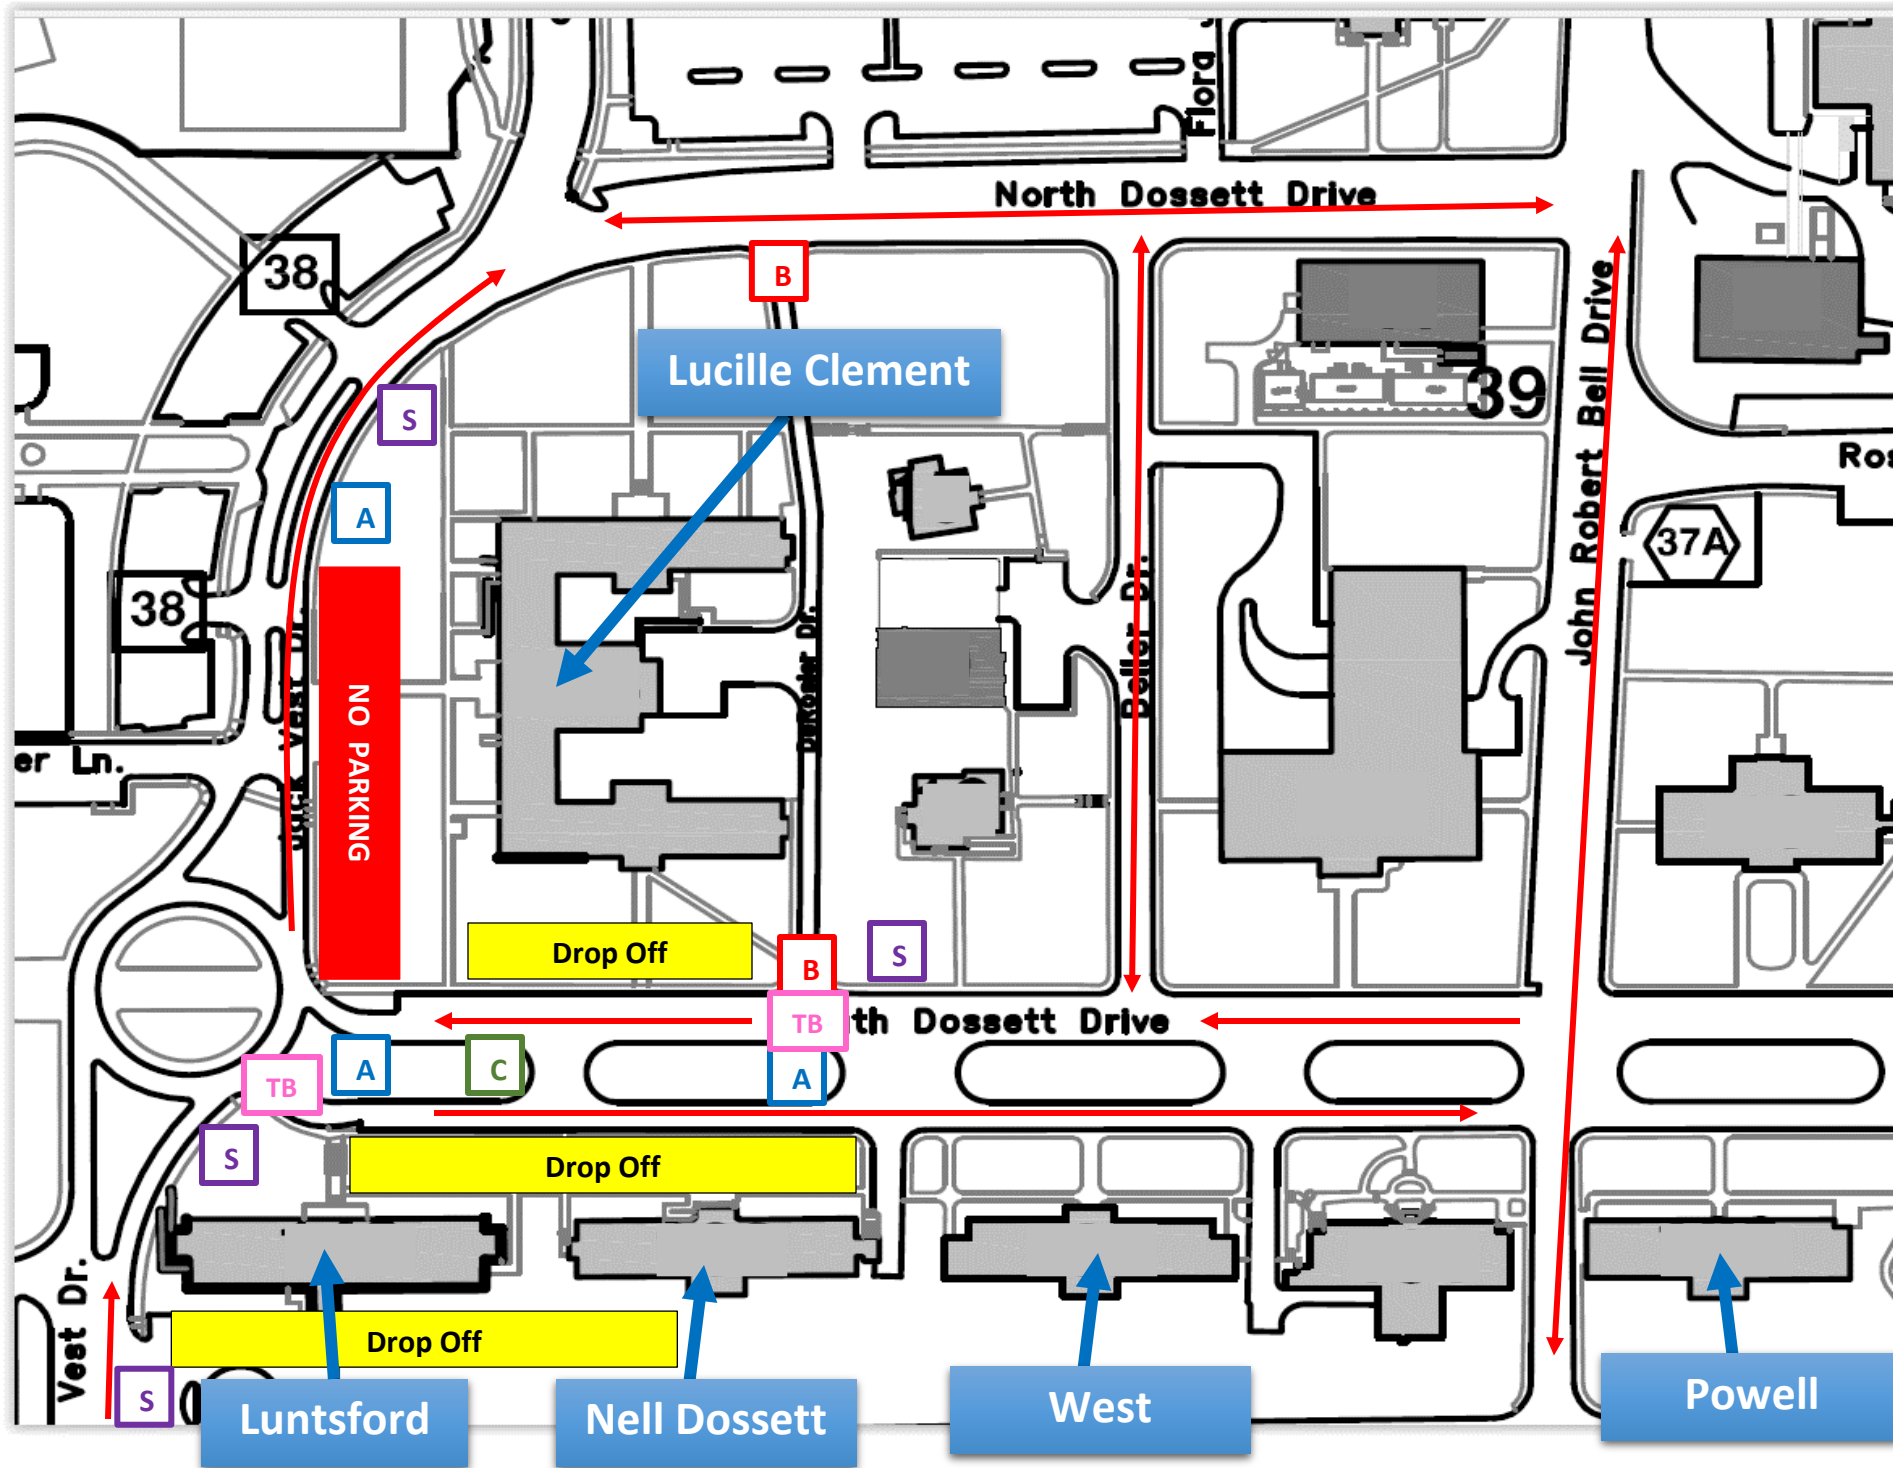 Flora
North Dossett Drive
38
B
Lucille Clement
S
39
John Robert Bell Drive
Ros
A
37A
38
Deller Dr.
Vest Dr.
NO PARKING
er Ln.
Drop Off
B
S
TB
th Dossett Drive
A
C
A
TB
S
Drop Off
Vest Dr.
Drop Off
S
Luntsford
Nell Dossett
West
Powell